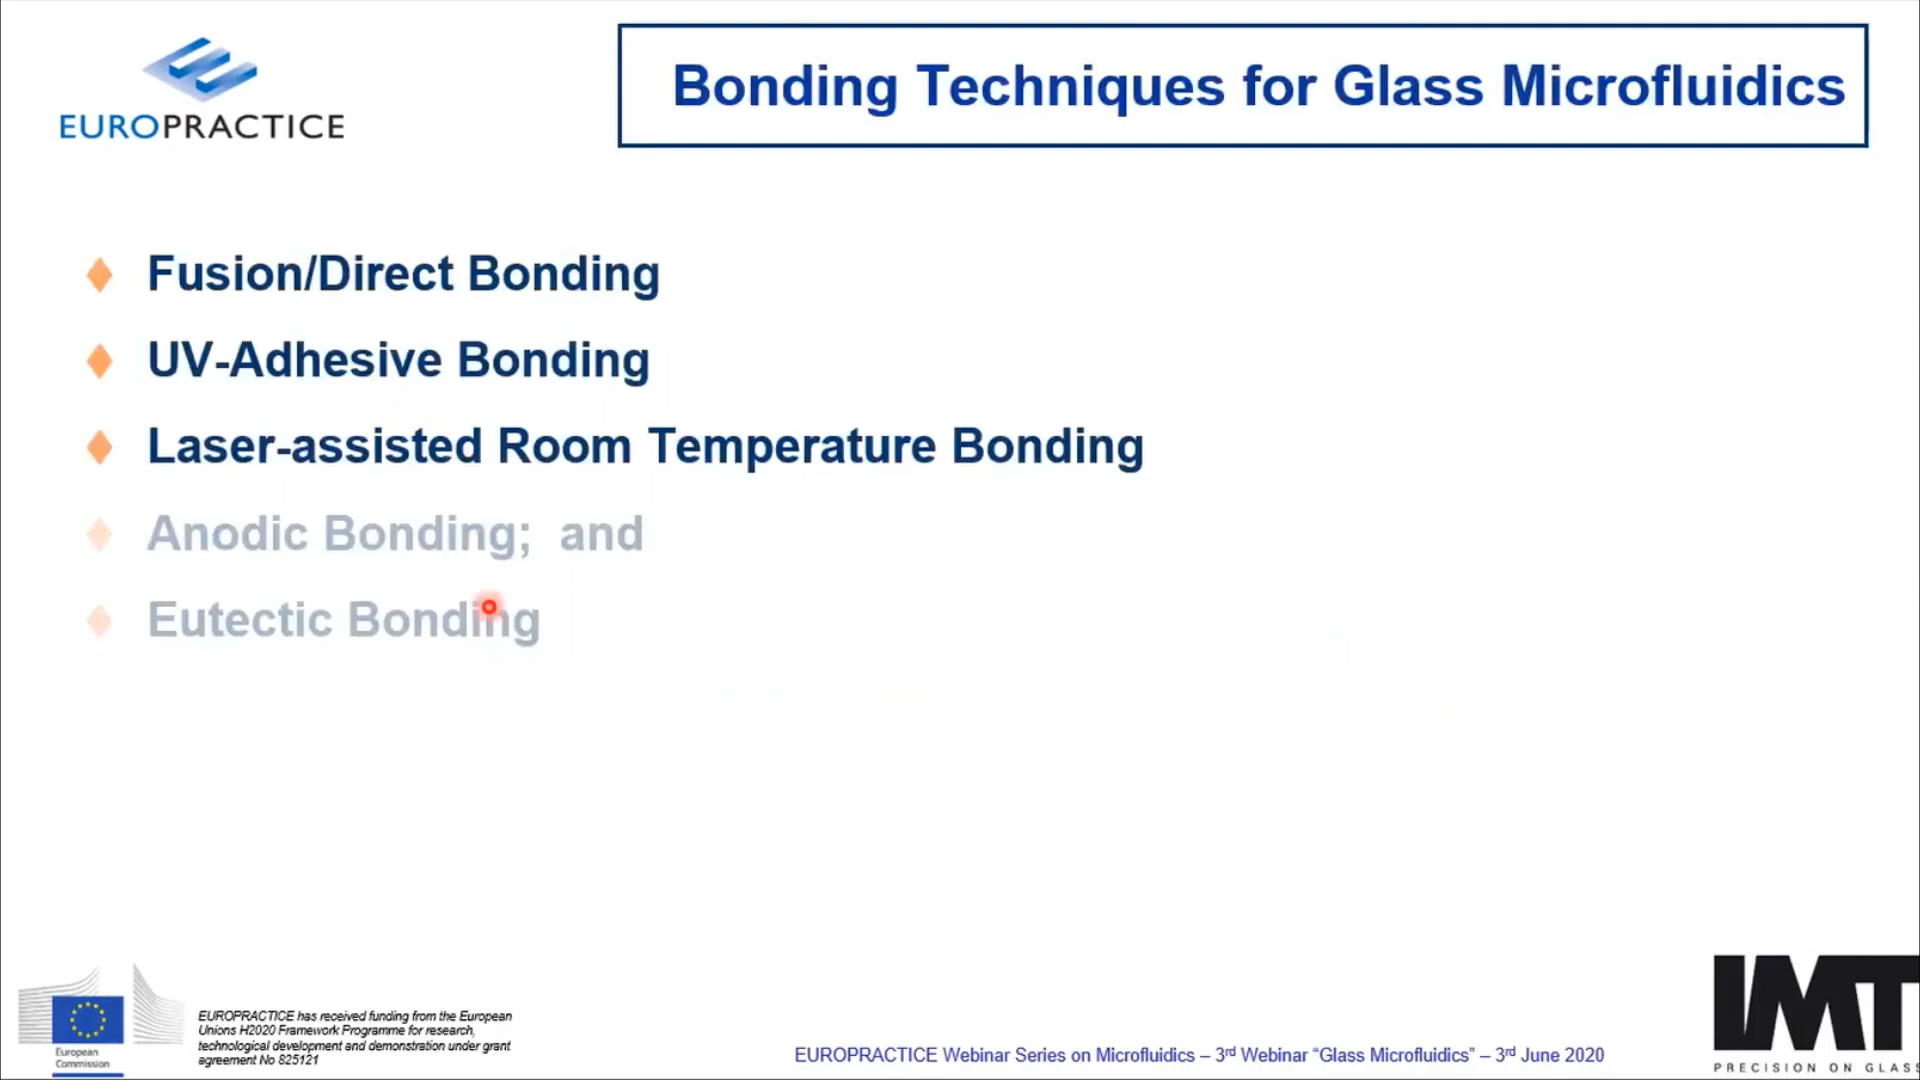 EUROPRACTICE
Bonding Techniques for Glass Microfluidics
Fusion/Direct Bonding
UV-Adhesive Bonding
Laser-assisted Room Temperature Bonding
Anodic Bonding;  and
Eutectic Bonding
European
Commission
EUROPRACTICE has received funding from the European
Unions H2020 Framework Programme for research,
technological development and demonstration under grant
agreement No 825121
EUROPRACTICE Webinar Series on Microfluidics – 3rd Webinar “Glass Microfluidics” – 3rd June 2020
IMT
PRECISION ON GLASS